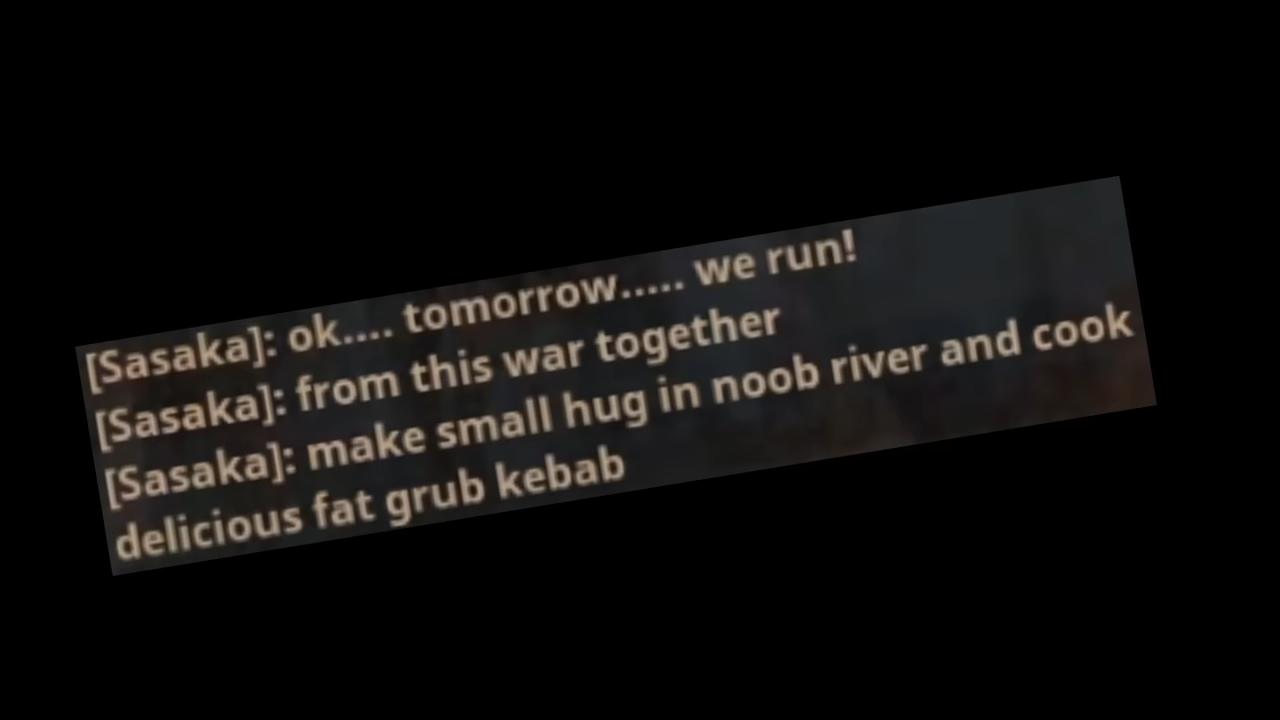 [Sasaka]: ok.... tomorrow..... we run!
[Sasaka]: from this war together
[Sasaka]: make small hug in noob river and cook
delicious fat grub kebab